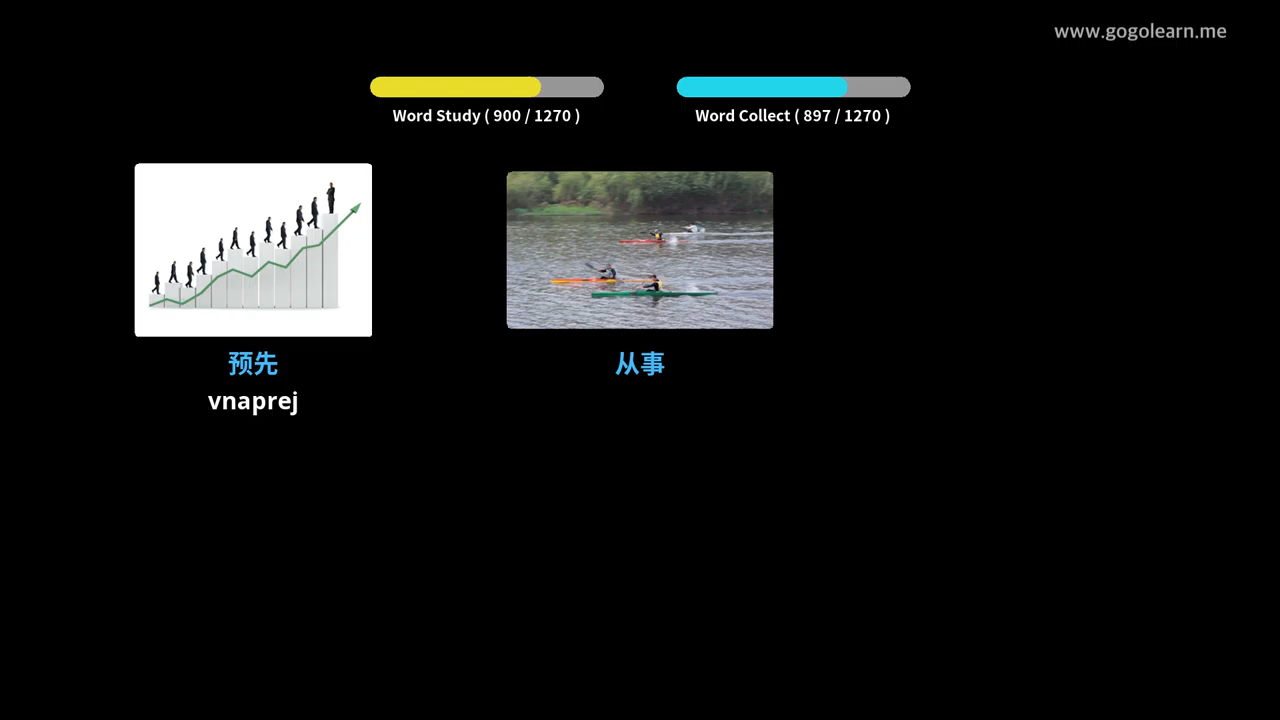 www.gogolearn.me
Word Study ( 900 / 1270 )
Word Collect ( 897 / 1270 )
预先
vnaprej
从事